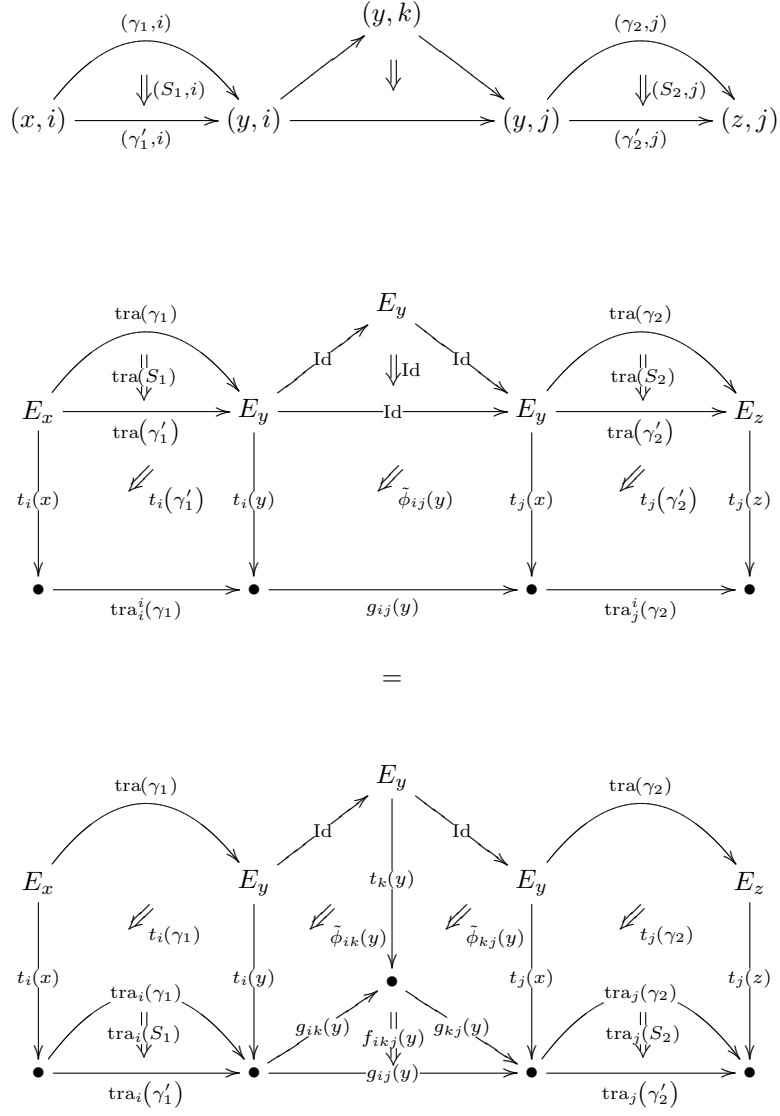 (γ₁,i) (y, k) (γ₂,j)
(S₁,i) (S₂,j)
(x, i) (y, i) (y, j) (z, j)
(γ′₁,i) (γ′₂,j)
E_y
tra(γ₁) tra(γ₂)
Id Id
tra(S₁) Id tra(S₂)
E_x E_y Id E_y E_z
tra(γ′₁) tra(γ′₂)
t_i(x) t_i(γ′₁) t_i(y) ϕ̃_ij(y) t_j(x) t_j(γ′₂) t_j(z)
• • • •
tra^i_i(γ₁) g_ij(y) tra^i_j(γ₂)
=
E_y
tra(γ₁) tra(γ₂)
Id Id
E_x E_y t_k(y) E_y E_z
t_i(γ₁) ϕ̃_ik(y) ϕ̃_kj(y) t_j(γ₂)
t_i(x) t_i(y) t_j(x) t_j(z)
tra_i(γ₁) • tra_j(γ₂)
tra_i(S₁) g_ik(y) f_ikj(y) g_kj(y) tra_j(S₂)
• • g_ij(y) • •
tra_i(γ′₁) tra_j(γ′₂)